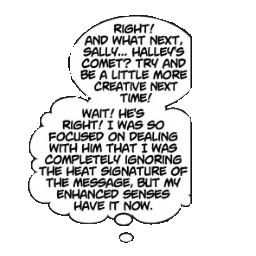 RIGHT!
AND WHAT NEXT,
SALLY... HALLEY'S
COMET? TRY AND
BE A LITTLE MORE
CREATIVE NEXT
TIME!
WAIT! HE'S
RIGHT! I WAS SO
FOCUSED ON DEALING
WITH HIM THAT I WAS
COMPLETELY IGNORING
THE HEAT SIGNATURE OF
THE MESSAGE, BUT MY
ENHANCED SENSES
HAVE IT NOW.